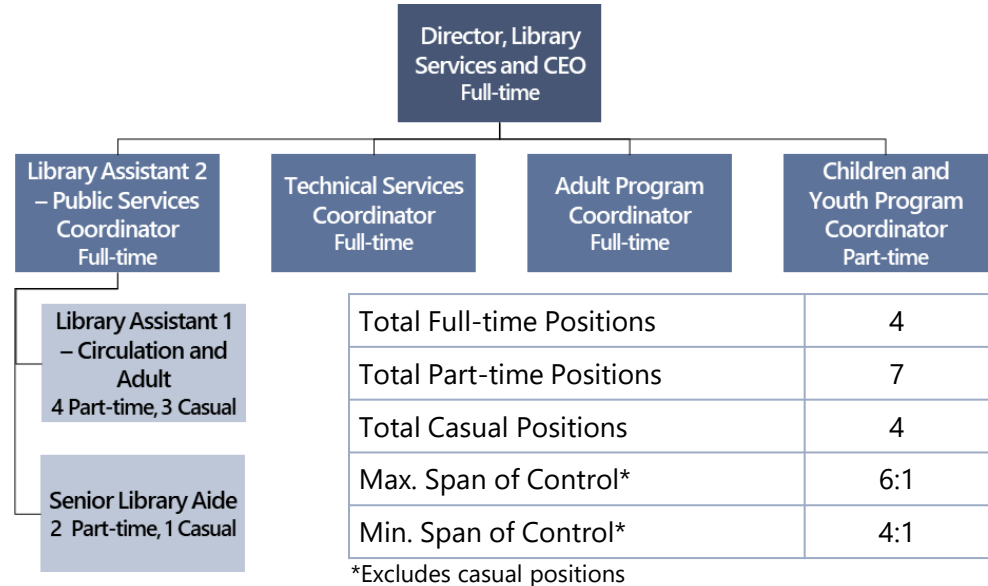 Director, Library
Services and CEO
Full-time
Library Assistant 2
– Public Services
Coordinator
Full-time
Technical Services
Coordinator
Full-time
Adult Program
Coordinator
Full-time
Children and
Youth Program
Coordinator
Part-time
Library Assistant 1
– Circulation and
Adult
4 Part-time, 3 Casual
Senior Library Aide
2 Part-time, 1 Casual
Total Full-time Positions 4
Total Part-time Positions 7
Total Casual Positions 4
Max. Span of Control* 6:1
Min. Span of Control* 4:1
*Excludes casual positions